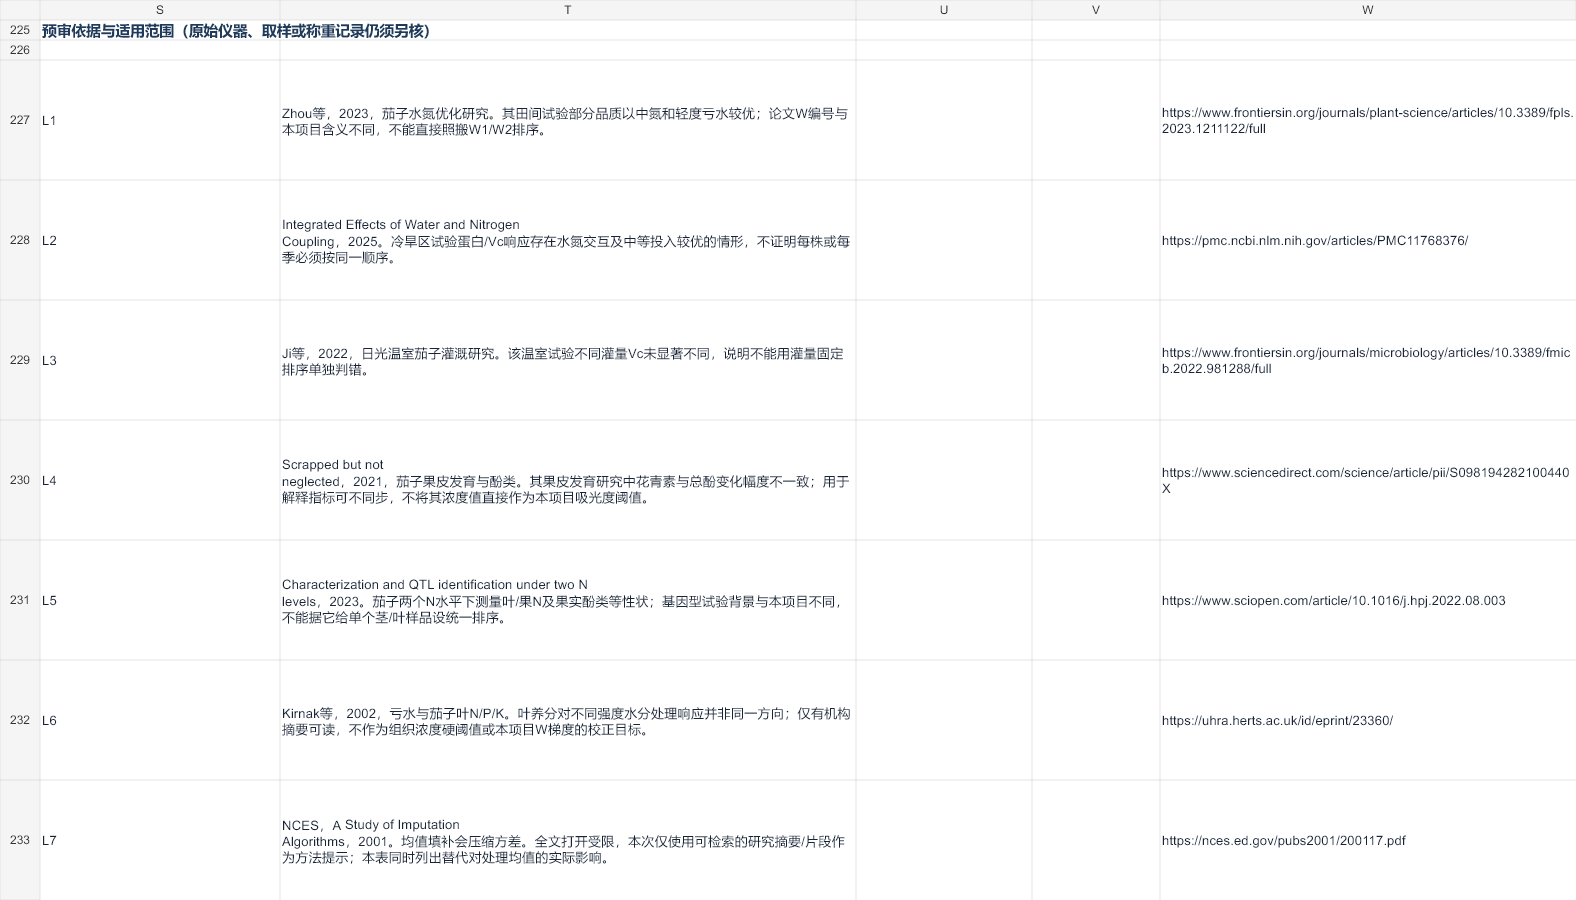 S T U V W
225 预审依据与适用范围（原始仪器、取样或称重记录仍须另核）
226
227 L1
Zhou等，2023，茄子水氮优化研究。其田间试验部分品质以中氮和轻度亏水较优；论文W编号与
本项目含义不同，不能直接照搬W1/W2排序。
https://www.frontiersin.org/journals/plant-science/articles/10.3389/fpls.
2023.1211122/full
228 L2
Integrated Effects of Water and Nitrogen
Coupling，2025。冷旱区试验蛋白/Vc响应存在水氮交互及中等投入较优的情形，不证明每株或每
季必须按同一顺序。
https://pmc.ncbi.nlm.nih.gov/articles/PMC11768376/
229 L3
Ji等，2022，日光温室茄子灌溉研究。该温室试验不同灌量Vc未显著不同，说明不能用灌量固定
排序单独判错。
https://www.frontiersin.org/journals/microbiology/articles/10.3389/fmic
b.2022.981288/full
230 L4
Scrapped but not
neglected，2021，茄子果皮发育与酚类。其果皮发育研究中花青素与总酚变化幅度不一致；用于
解释指标可不同步，不将其浓度值直接作为本项目吸光度阈值。
https://www.sciencedirect.com/science/article/pii/S098194282100440
X
231 L5
Characterization and QTL identification under two N
levels，2023。茄子两个N水平下测量叶/果N及果实酚类等性状；基因型试验背景与本项目不同，
不能据它给单个茎/叶样品设统一排序。
https://www.sciopen.com/article/10.1016/j.hpj.2022.08.003
232 L6
Kirnak等，2002，亏水与茄子叶N/P/K。叶养分对不同强度水分处理响应并非同一方向；仅有机构
摘要可读，不作为组织浓度硬阈值或本项目W梯度的校正目标。
https://uhra.herts.ac.uk/id/eprint/23360/
233 L7
NCES，A Study of Imputation
Algorithms，2001。均值填补会压缩方差。全文打开受限，本次仅使用可检索的研究摘要/片段作
为方法提示；本表同时列出替代对处理均值的实际影响。
https://nces.ed.gov/pubs2001/200117.pdf